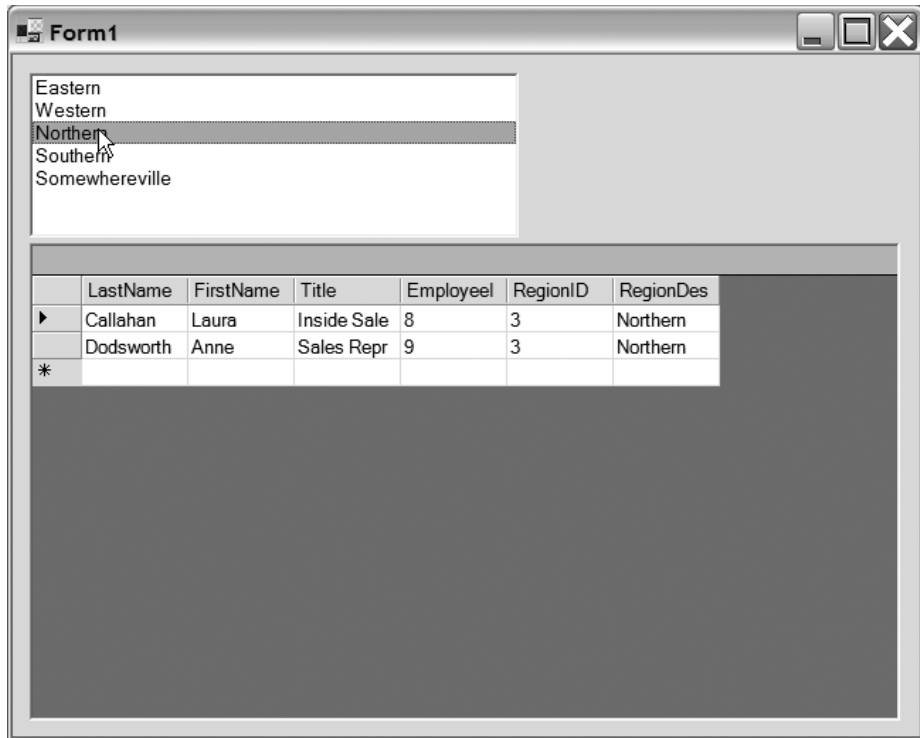 Form1
Eastern
Western
Northern
Southern
Somewhereville
LastName FirstName Title EmployeeI RegionID RegionDes
Callahan Laura Inside Sale 8 3 Northern
Dodsworth Anne Sales Repr 9 3 Northern